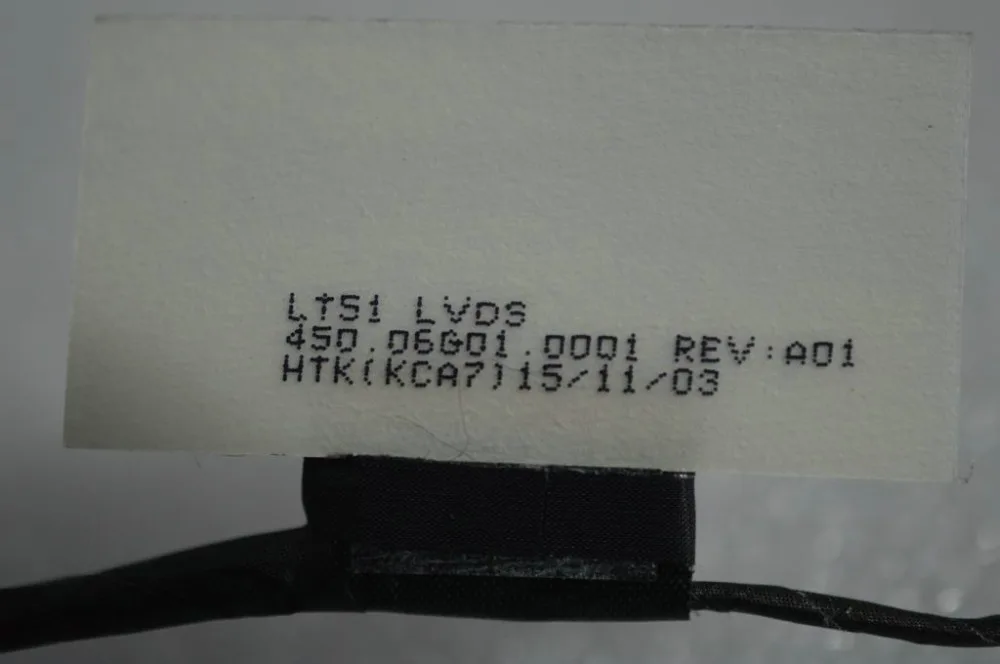 LT51 LVDS
450.06G01.0001 REV:A01
HTK(KCA7)15/11/03